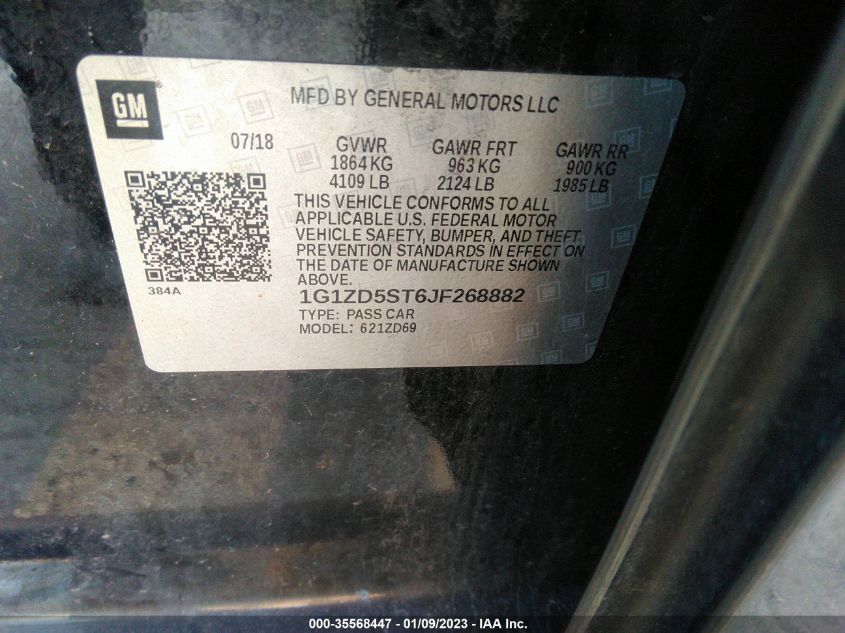 GM
MFD BY GENERAL MOTORS LLC
07/18
GVWR GAWR FRT GAWR RR
1864 KG 963 KG 900 KG
4109 LB 2124 LB 1985 LB
THIS VEHICLE CONFORMS TO ALL
APPLICABLE U.S. FEDERAL MOTOR
VEHICLE SAFETY, BUMPER, AND THEFT
PREVENTION STANDARDS IN EFFECT ON
THE DATE OF MANUFACTURE SHOWN
ABOVE.
384A
1G1ZD5ST6JF268882
TYPE: PASS CAR
MODEL: 621ZD69
000-35568447 - 01/09/2023 - IAA Inc.